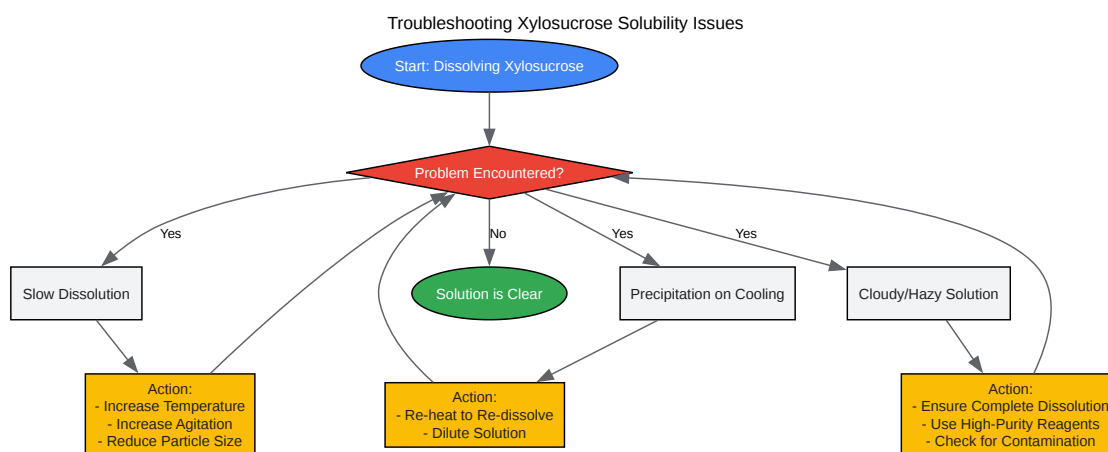 Troubleshooting Xylosucrose Solubility Issues
Start: Dissolving Xylosucrose
Problem Encountered?
Yes
No
Yes
Yes
Slow Dissolution
Solution is Clear
Precipitation on Cooling
Cloudy/Hazy Solution
Action:
- Increase Temperature
- Increase Agitation
- Reduce Particle Size
Action:
- Re-heat to Re-dissolve
- Dilute Solution
Action:
- Ensure Complete Dissolution
- Use High-Purity Reagents
- Check for Contamination